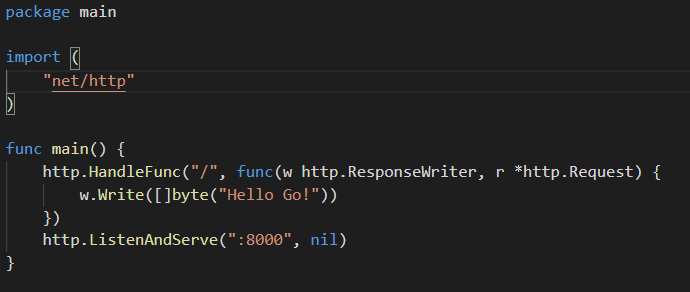 package main
import (
    "net/http"
)
func main() {
    http.HandleFunc("/", func(w http.ResponseWriter, r *http.Request) {
        w.Write([]byte("Hello Go!"))
    })
    http.ListenAndServe(":8000", nil)
}